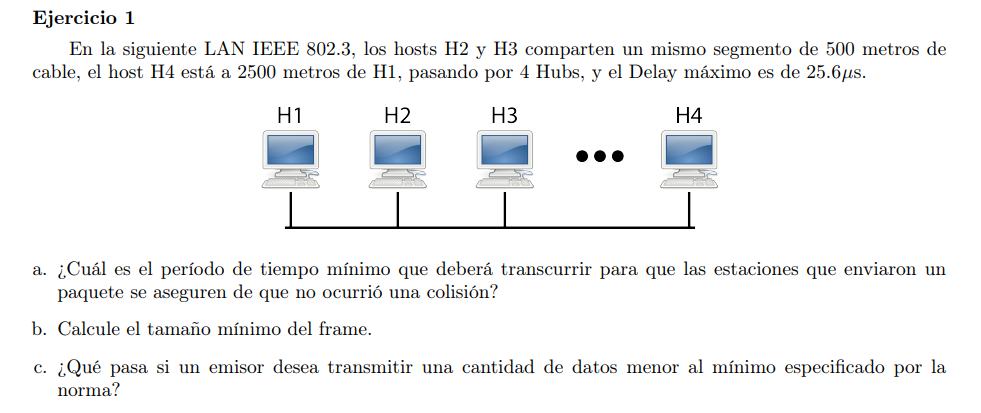 Ejercicio 1
En la siguiente LAN IEEE 802.3, los hosts H2 y H3 comparten un mismo segmento de 500 metros de
cable, el host H4 está a 2500 metros de H1, pasando por 4 Hubs, y el Delay máximo es de 25.6μs.
H1 H2 H3 H4
a. ¿Cuál es el período de tiempo mínimo que deberá transcurrir para que las estaciones que enviaron un
paquete se aseguren de que no ocurrió una colisión?
b. Calcule el tamaño mínimo del frame.
c. ¿Qué pasa si un emisor desea transmitir una cantidad de datos menor al mínimo especificado por la
norma?